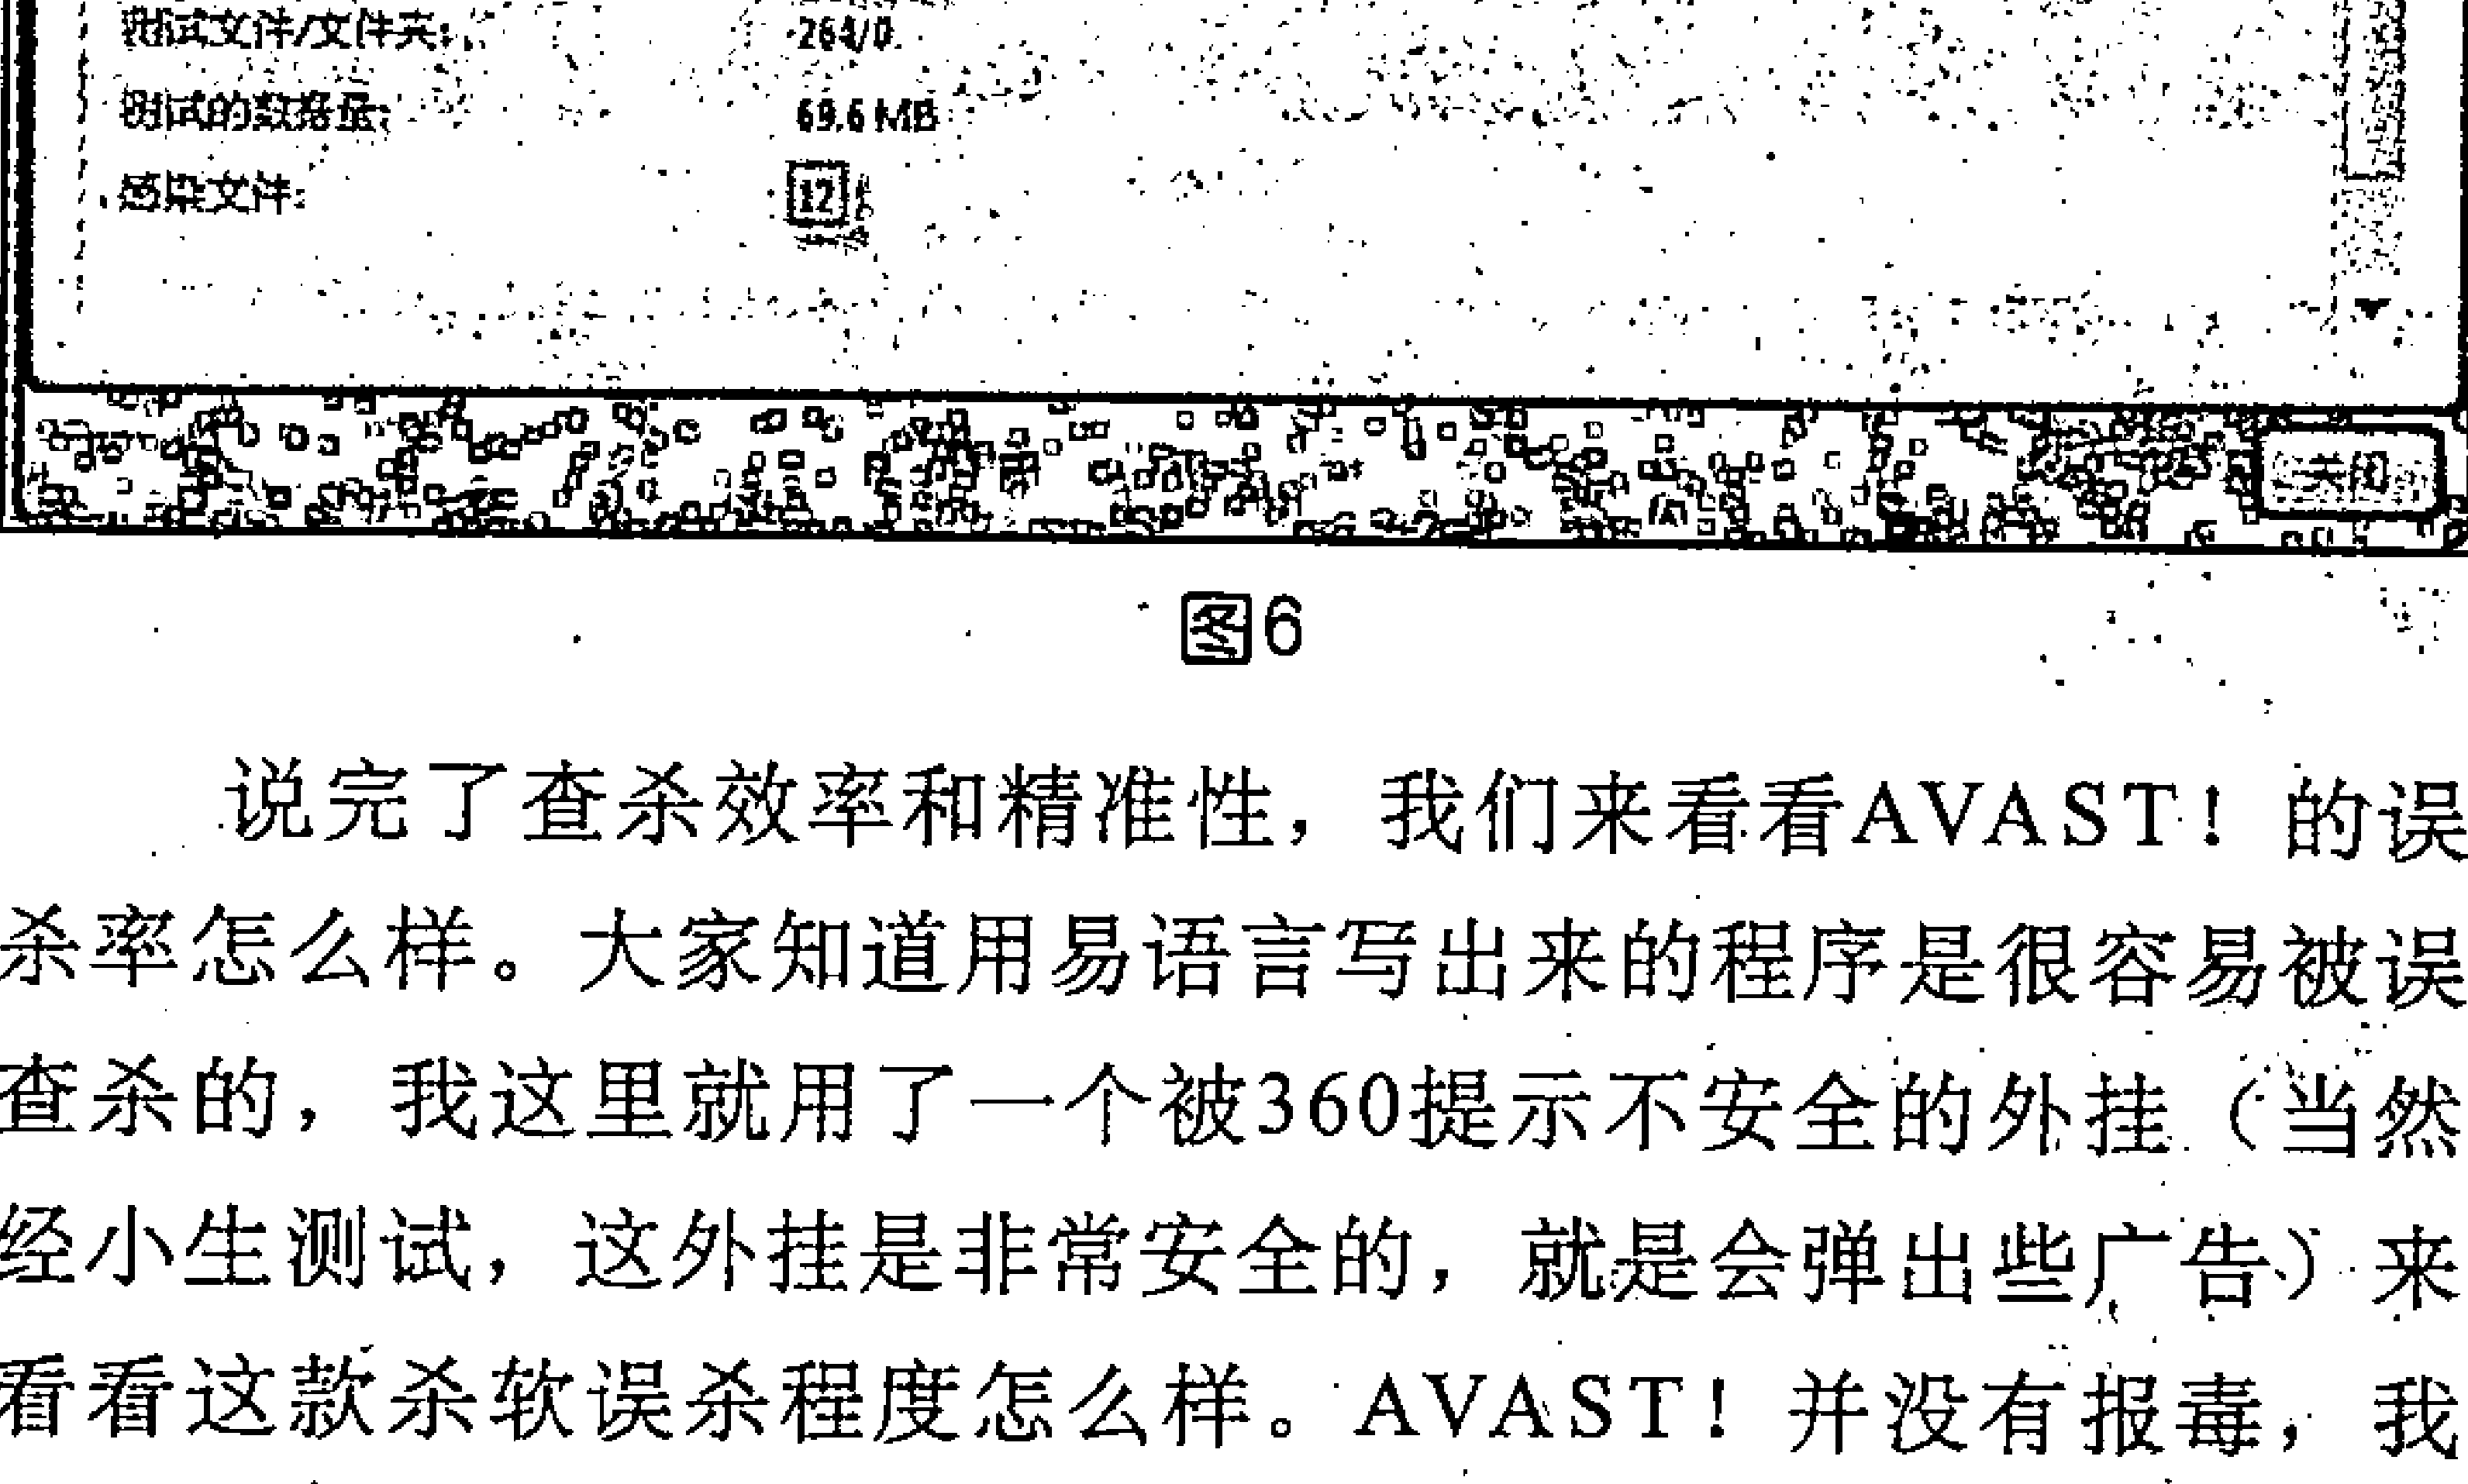 测试文件/文件夹: 264/0
测试的数据量: 69.6 MB
感染文件: 12
关闭
图6
说完了查杀效率和精准性，我们来看看AVAST！的误
杀率怎么样。大家知道用易语言写出来的程序是很容易被误
查杀的，我这里就用了一个被360提示不安全的外挂（当然
经小生测试，这外挂是非常安全的，就是会弹出些广告）来
看看这款杀软误杀程度怎么样。AVAST！并没有报毒，我